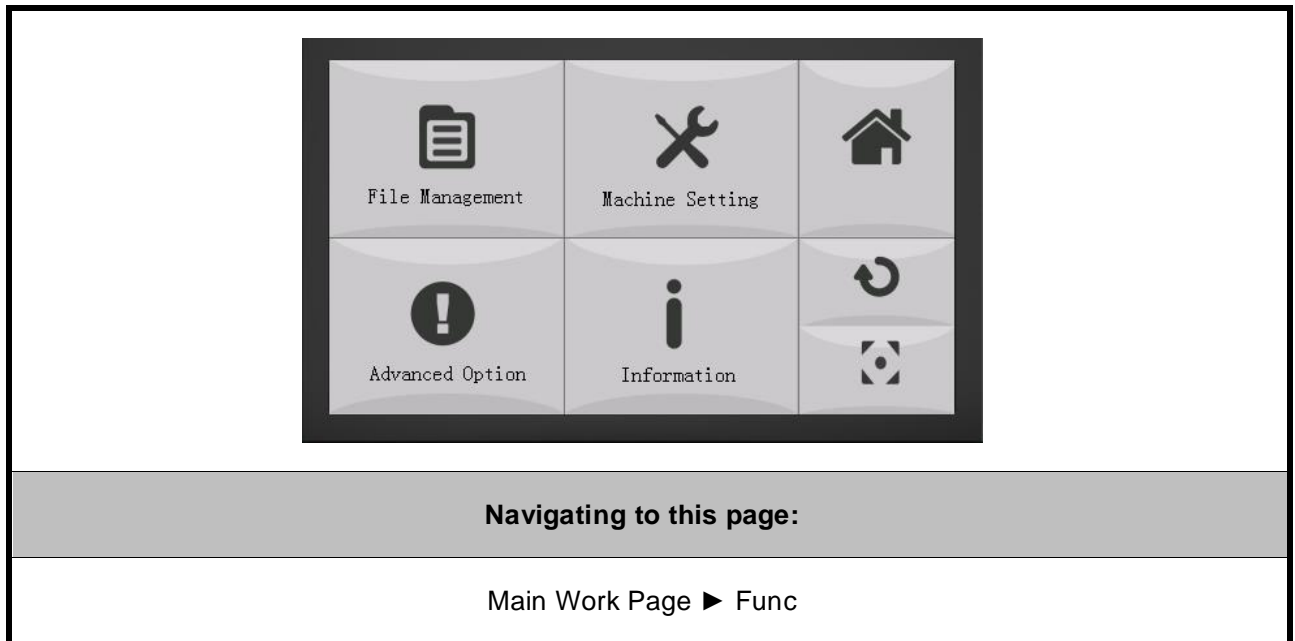 File Management
Machine Setting
Advanced Option
Information
Navigating to this page:
Main Work Page ► Func